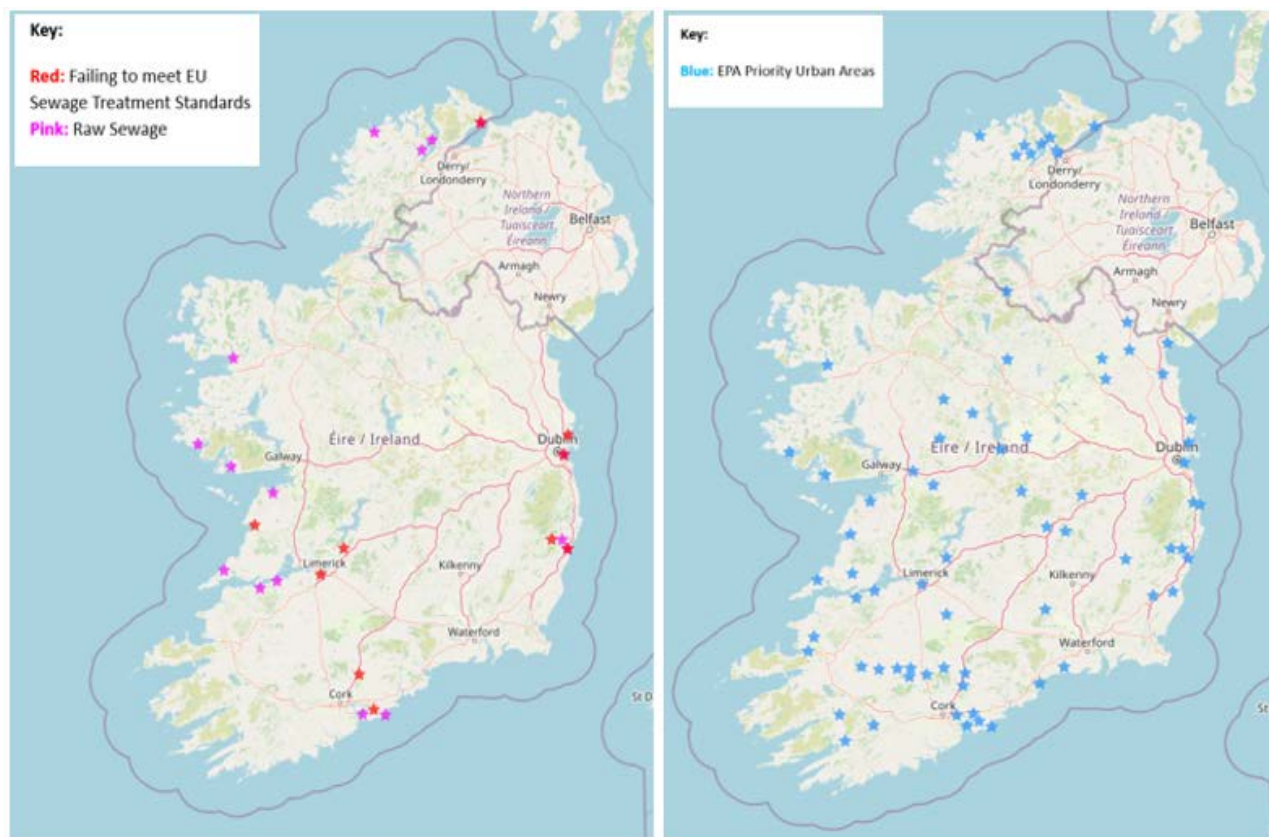 Key:
Red: Failing to meet EU
Sewage Treatment Standards
Pink: Raw Sewage
Derry/
Londonderry
Northern
Ireland /
Tuaisceart
Éireann
Belfast
Armagh
Newry
Éire / Ireland
Dublin
Galway
Limerick
Kilkenny
Waterford
Cork
St D
Key:
Blue: EPA Priority Urban Areas
Derry/
Londonderry
Northern
Ireland /
Tuaisceart
Éireann
Belfast
Armagh
Newry
Éire / Ireland
Dublin
Galway
Limerick
Kilkenny
Waterford
Cork
St